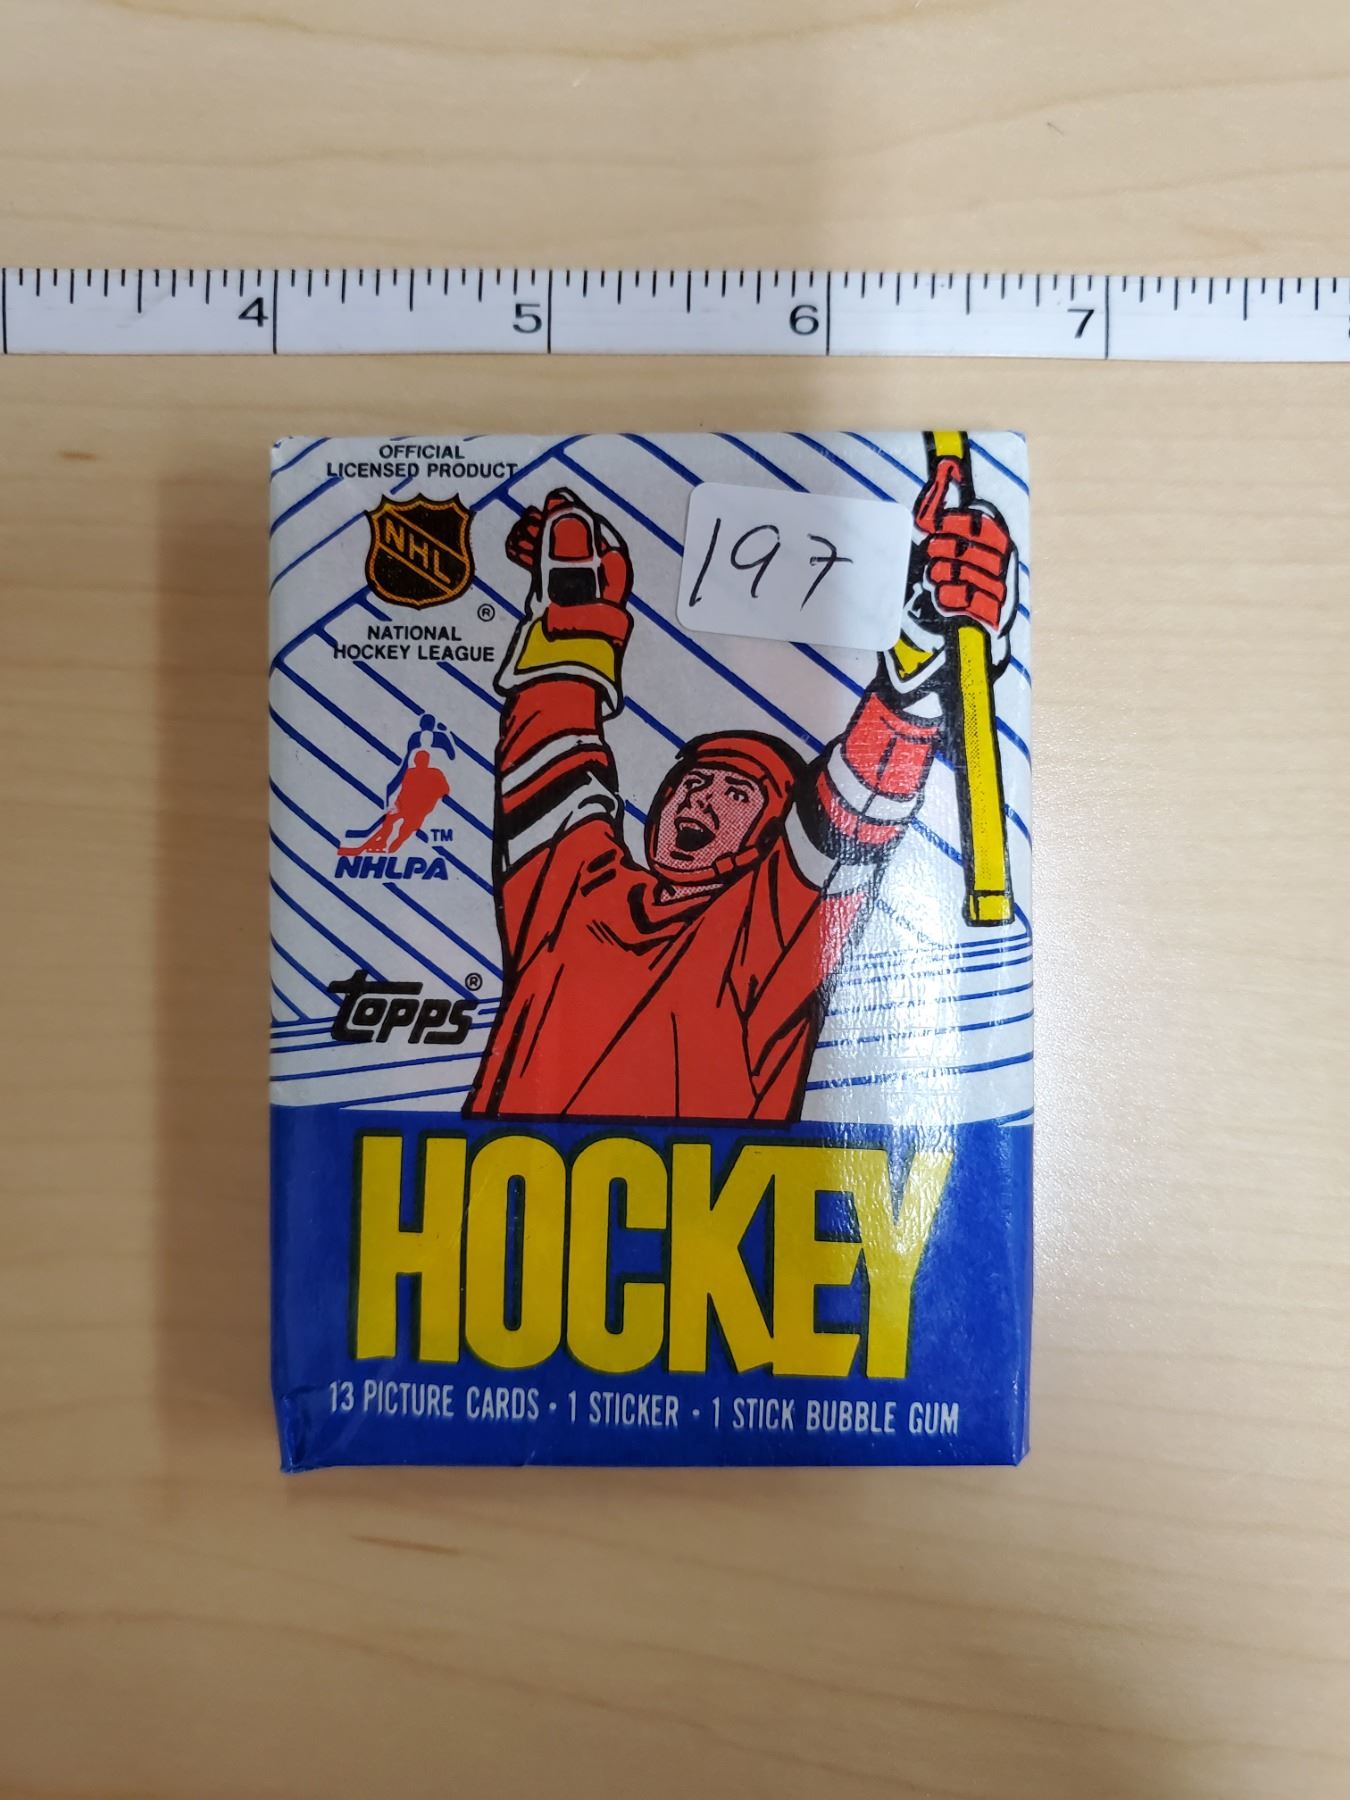 4 5 6 7
OFFICIAL
LICENSED PRODUCT
NHL
®
NATIONAL
HOCKEY LEAGUE
197
TM
NHLPA
topps®
HOCKEY
13 PICTURE CARDS • 1 STICKER • 1 STICK BUBBLE GUM